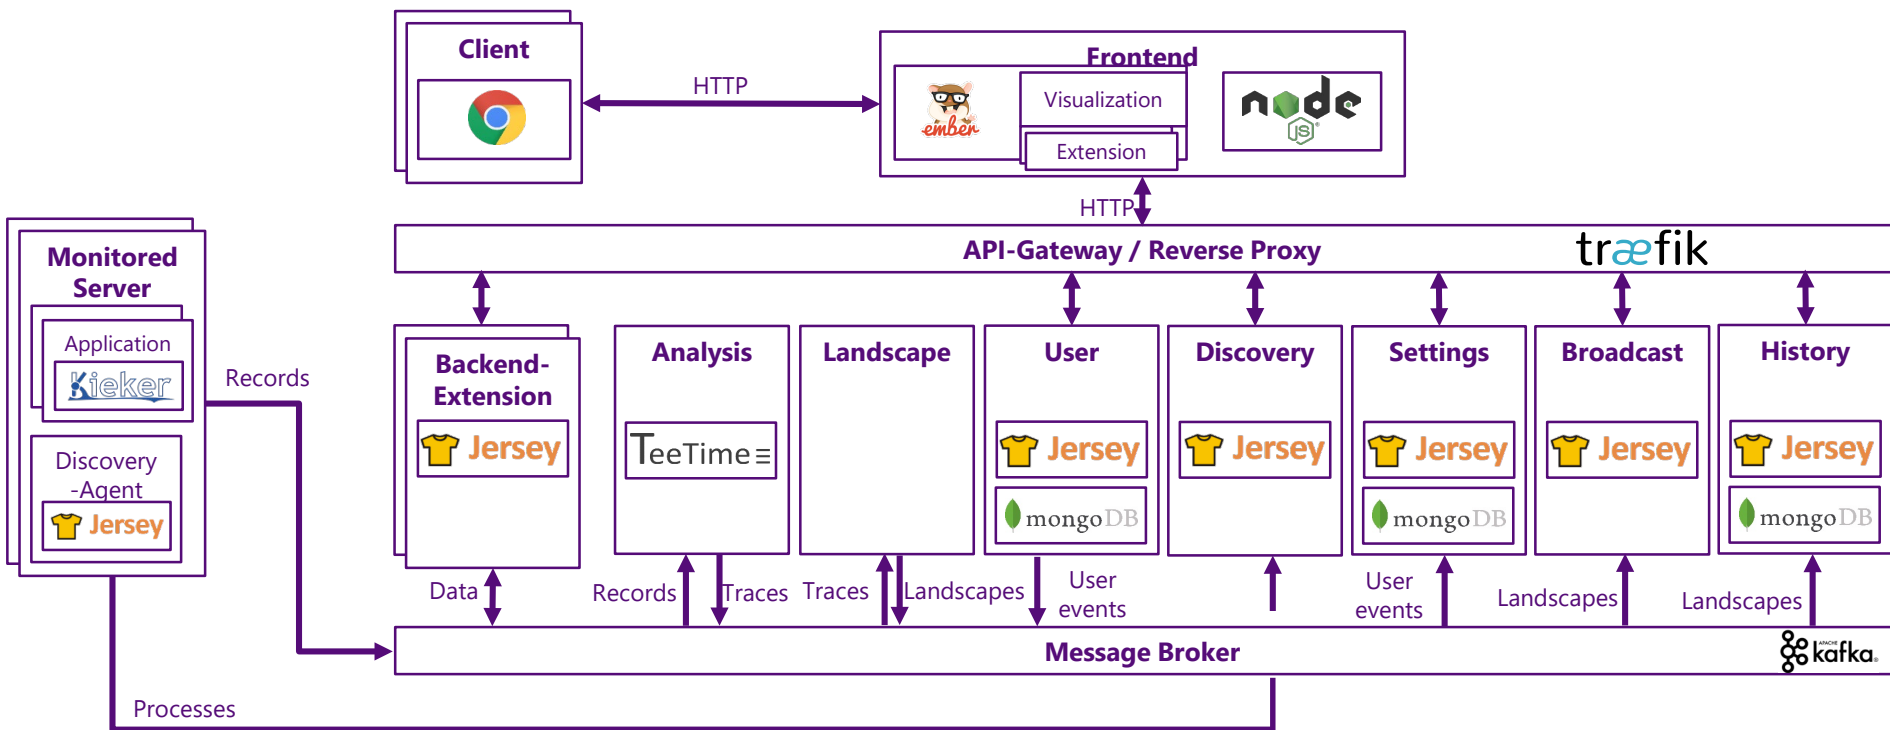 Client
Frontend
HTTP
ember
Visualization
Extension
node
JS
HTTP
API-Gateway / Reverse Proxy
træfik
Monitored
Server
Application
Kieker
Discovery
-Agent
Jersey
Records
Backend-
Extension
Jersey
Analysis
TeeTime
Landscape
User
Jersey
mongoDB
Discovery
Jersey
Settings
Jersey
mongoDB
Broadcast
Jersey
History
Jersey
mongoDB
Data
Records
Traces
Traces
Landscapes
User
events
User
events
Landscapes
Landscapes
Message Broker
APACHE
kafka
Processes